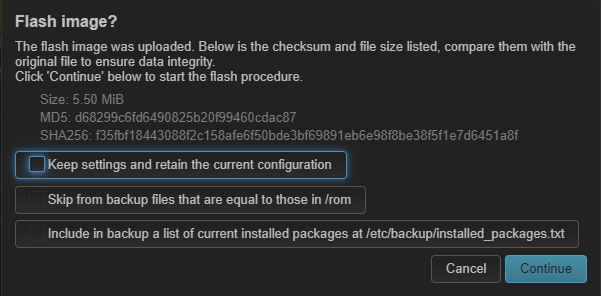 Flash image?
The flash image was uploaded. Below is the checksum and file size listed, compare them with the
original file to ensure data integrity.
Click 'Continue' below to start the flash procedure.
Size: 5.50 MiB
MD5: d68299c6fd6490825b20f99460cdac87
SHA256: f35fbf18443088f2c158afe6f50bde3bf69891eb6e98f8be38f5f1e7d6451a8f
Keep settings and retain the current configuration
Skip from backup files that are equal to those in /rom
Include in backup a list of current installed packages at /etc/backup/installed_packages.txt
Cancel
Continue